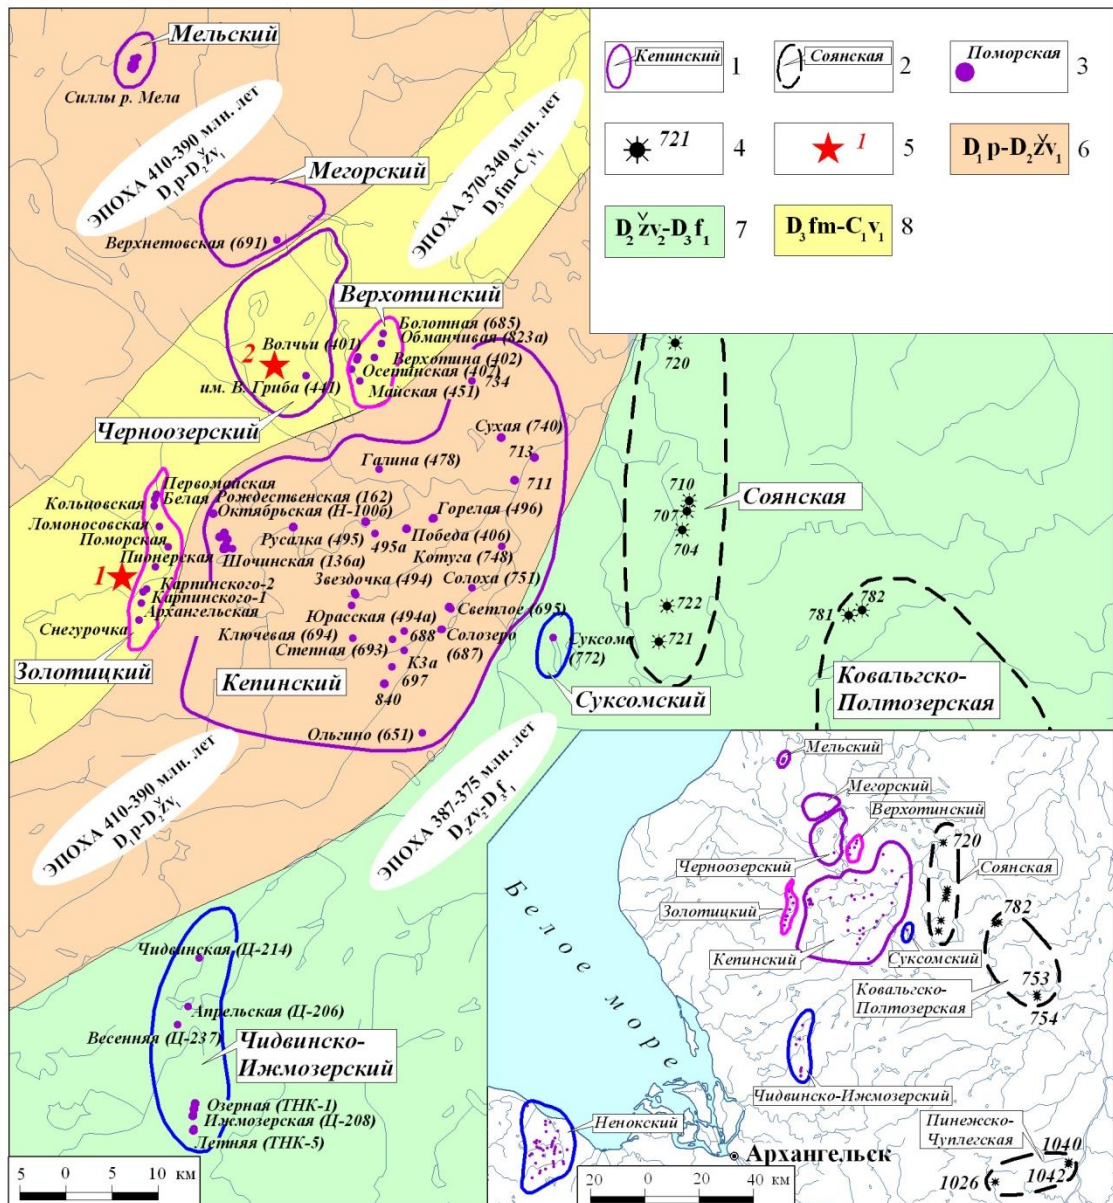 Мельский
Силлы р. Мела
ЭПОХА 410-390 млн. лет
D₁p-D₂žv₁
Мегорский
Верхнетовская (691)
ЭПОХА 370-340 млн. лет
D₃fm-C₁v₁
Верхотинский
Болотная (685)
Обманчивая (823а)
Волчьи (401)
Верхотина (402)
2
Осетинская (407)
им. В. Гриба (441)
Майская (451)
734
Черноозерский
Сухая (740)
713
Галина (478)
711
Первомайская
Кольцовская
Белая
Рождественская (162)
Октябрьская (Н-100б)
Горелая (496)
Ломоносовская
Поморская
Русалка (495)
495а
Победа (406)
Пионерская
Шочинская (136а)
Котуга (748)
1
Карпинского-2
Звездочка (494)
Солоха (751)
Карпинского-1
Архангельская
Юрасская (494а)
Светлое (695)
Снегурочка
Ключевая (694)
688
Солозеро
(687)
Степная (693)
К3а
697
Золотицкий
Кепинский
840
Ольгино (651)
Суксома
(772)
Суксомский
720
710
707
704
Соянская
722
721
781
782
Ковальгско-
Полтозерская
ЭПОХА 410-390 млн. лет
D₁p-D₂žv₁
ЭПОХА 387-375 млн. лет
D₂zv₂-D₃f₁
Чидвинская (Ц-214)
Апрельская (Ц-206)
Весенняя (Ц-237)
Чидвинско-
Ижмозерский
Озерная (ТНК-1)
Ижмозерская (Ц-208)
Летняя (ТНК-5)
5 0 5 10 км
Кепинский 1
Соянская 2
Поморская 3
721 4
1 5
D₁p-D₂žv₁ 6
D₂žv₂-D₃f₁ 7
D₃fm-C₁v₁ 8
Мельский
Мегорский
Верхотинский
720
Черноозерский
Соянская
Золотицкий
782
Кепинский
Суксомский
Ковальгско-
Полтозерская
753
754
Белое море
Чидвинско-Ижмозерский
Ненокский
Пинежско-
Чуплегская
1040
Архангельск
1042
1026
20 0 20 40 км